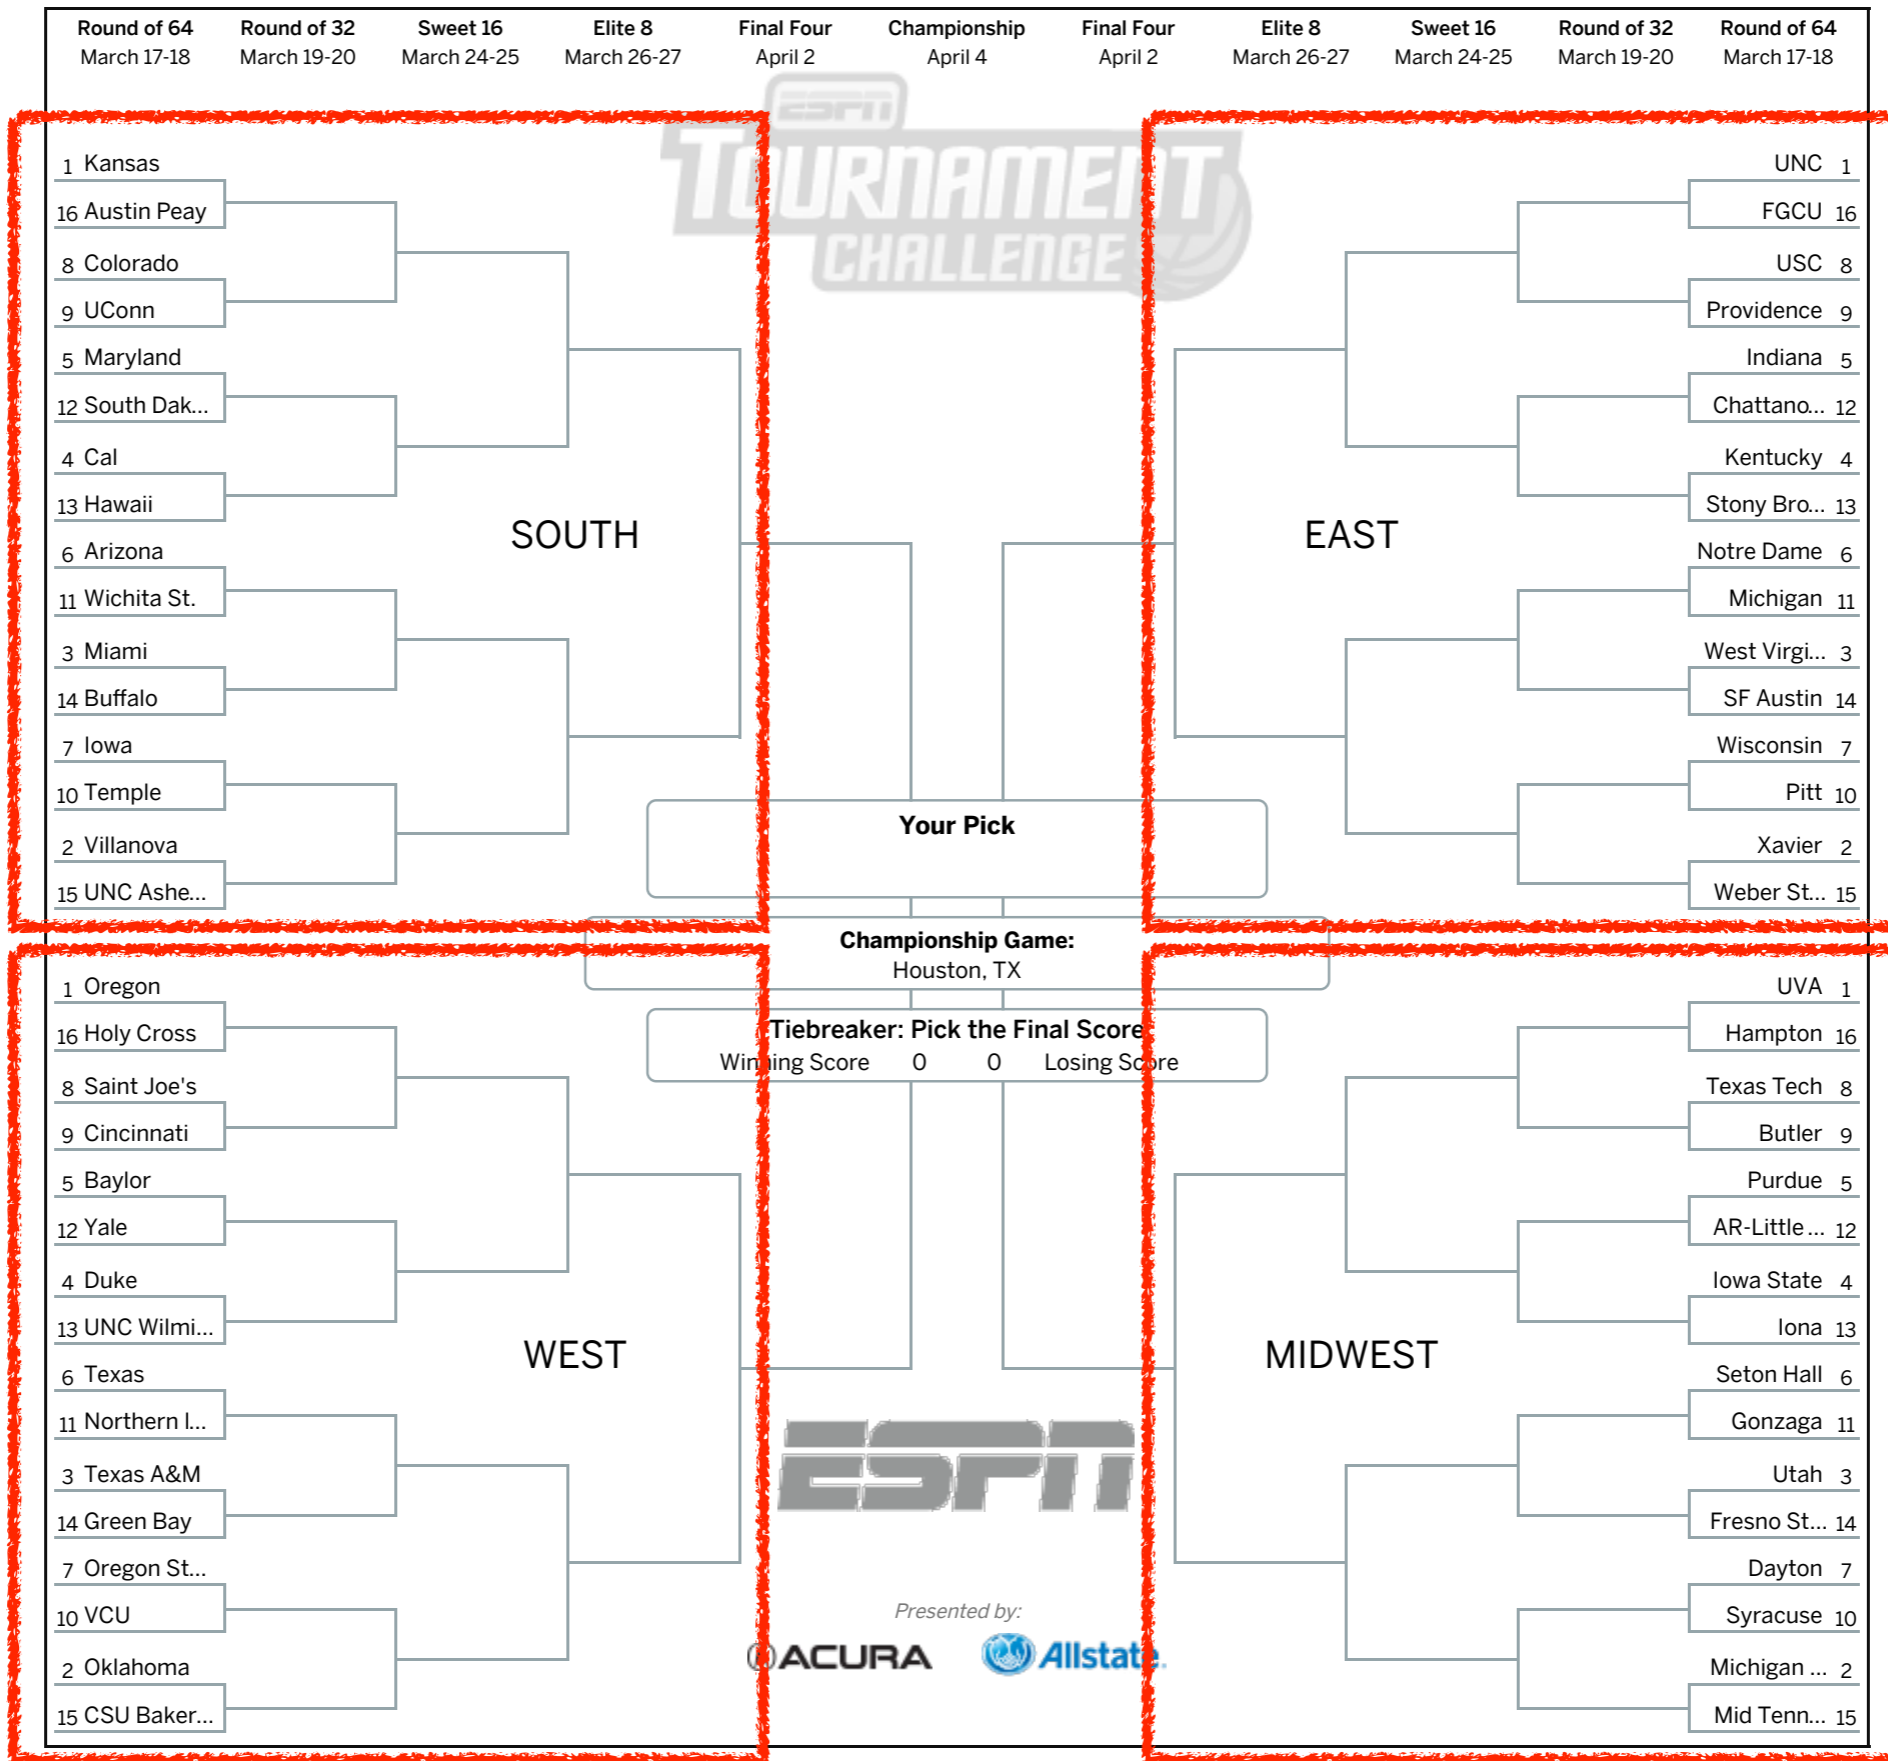 Round of 64 Round of 32 Sweet 16 Elite 8 Final Four Championship Final Four Elite 8 Sweet 16 Round of 32 Round of 64
March 17-18 March 19-20 March 24-25 March 26-27 April 2 April 4 April 2 March 26-27 March 24-25 March 19-20 March 17-18
ESPN
TOURNAMENT
CHALLENGE
1 Kansas
16 Austin Peay
8 Colorado
9 UConn
5 Maryland
12 South Dak...
4 Cal
13 Hawaii
SOUTH
6 Arizona
11 Wichita St.
3 Miami
14 Buffalo
7 Iowa
10 Temple
2 Villanova
15 UNC Ashe...
UNC 1
FGCU 16
USC 8
Providence 9
Indiana 5
Chattano... 12
Kentucky 4
Stony Bro... 13
EAST
Notre Dame 6
Michigan 11
West Virgi... 3
SF Austin 14
Wisconsin 7
Pitt 10
Xavier 2
Weber St... 15
Your Pick
Championship Game:
Houston, TX
Tiebreaker: Pick the Final Score
Winning Score 0 0 Losing Score
1 Oregon
16 Holy Cross
8 Saint Joe's
9 Cincinnati
5 Baylor
12 Yale
4 Duke
13 UNC Wilmi...
WEST
6 Texas
11 Northern I...
3 Texas A&M
14 Green Bay
7 Oregon St...
10 VCU
2 Oklahoma
15 CSU Baker...
UVA 1
Hampton 16
Texas Tech 8
Butler 9
Purdue 5
AR-Little ... 12
Iowa State 4
Iona 13
MIDWEST
Seton Hall 6
Gonzaga 11
Utah 3
Fresno St... 14
Dayton 7
Syracuse 10
Michigan ... 2
Mid Tenn... 15
ESPN
Presented by:
ACURA Allstate.